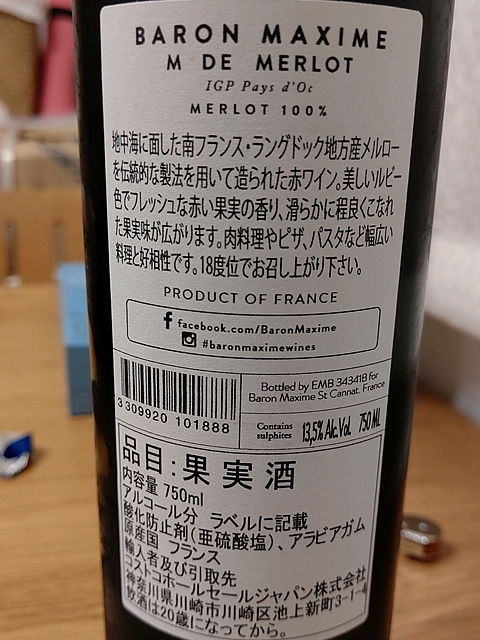 BARON MAXIME
M DE MERLOT
IGP Pays d'Oc
MERLOT 100%
地中海に面した南フランス・ラングドック地方産メルロー
を伝統的な製法を用いて造られた赤ワイン。美しいルビー
色でフレッシュな赤い果実の香り、滑らかに程良くこなれ
た果実味が広がります。肉料理やピザ、パスタなど幅広い
料理と好相性です。18度位でお召し上がり下さい。
PRODUCT OF FRANCE
facebook.com/BaronMaxime
#baronmaximewines
3 309920 101888
Bottled by EMB 34341B for
Baron Maxime St Cannat. France
Contains
sulphites
13,5% Alc. Vol. 750 ML
品目:果実酒
内容量 750ml
アルコール分 ラベルに記載
酸化防止剤(亜硫酸塩)、アラビアガム
原産国 フランス
輸入者及び引取先
コストコホールセールジャパン株式会社
神奈川県川崎市川崎区池上新町3-1-4
飲酒は20歳になってから。